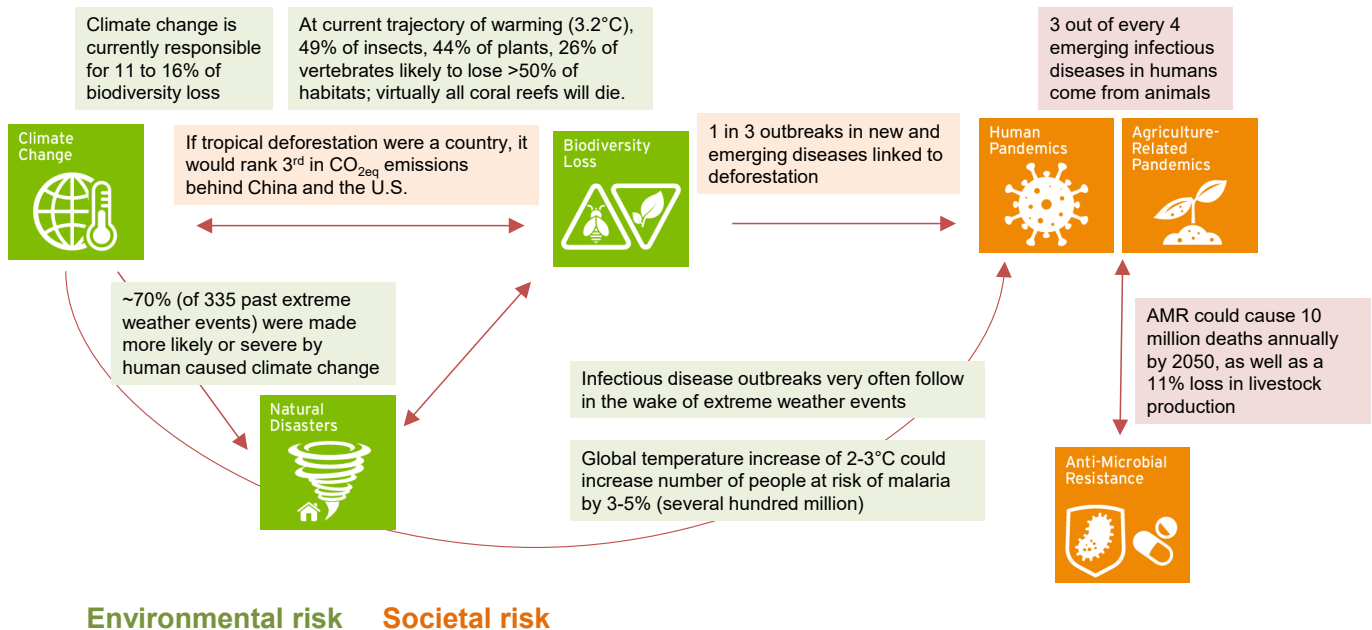 Climate change is
currently responsible
for 11 to 16% of
biodiversity loss
At current trajectory of warming (3.2°C),
49% of insects, 44% of plants, 26% of
vertebrates likely to lose >50% of
habitats; virtually all coral reefs will die.
3 out of every 4
emerging infectious
diseases in humans
come from animals
Climate
Change
If tropical deforestation were a country, it
would rank 3rd in CO2eq emissions
behind China and the U.S.
Biodiversity
Loss
1 in 3 outbreaks in new and
emerging diseases linked to
deforestation
Human
Pandemics
Agriculture-
Related
Pandemics
~70% (of 335 past extreme
weather events) were made
more likely or severe by
human caused climate change
AMR could cause 10
million deaths annually
by 2050, as well as a
11% loss in livestock
production
Infectious disease outbreaks very often follow
in the wake of extreme weather events
Natural
Disasters
Global temperature increase of 2-3°C could
increase number of people at risk of malaria
by 3-5% (several hundred million)
Anti-Microbial
Resistance
Environmental risk
Societal risk